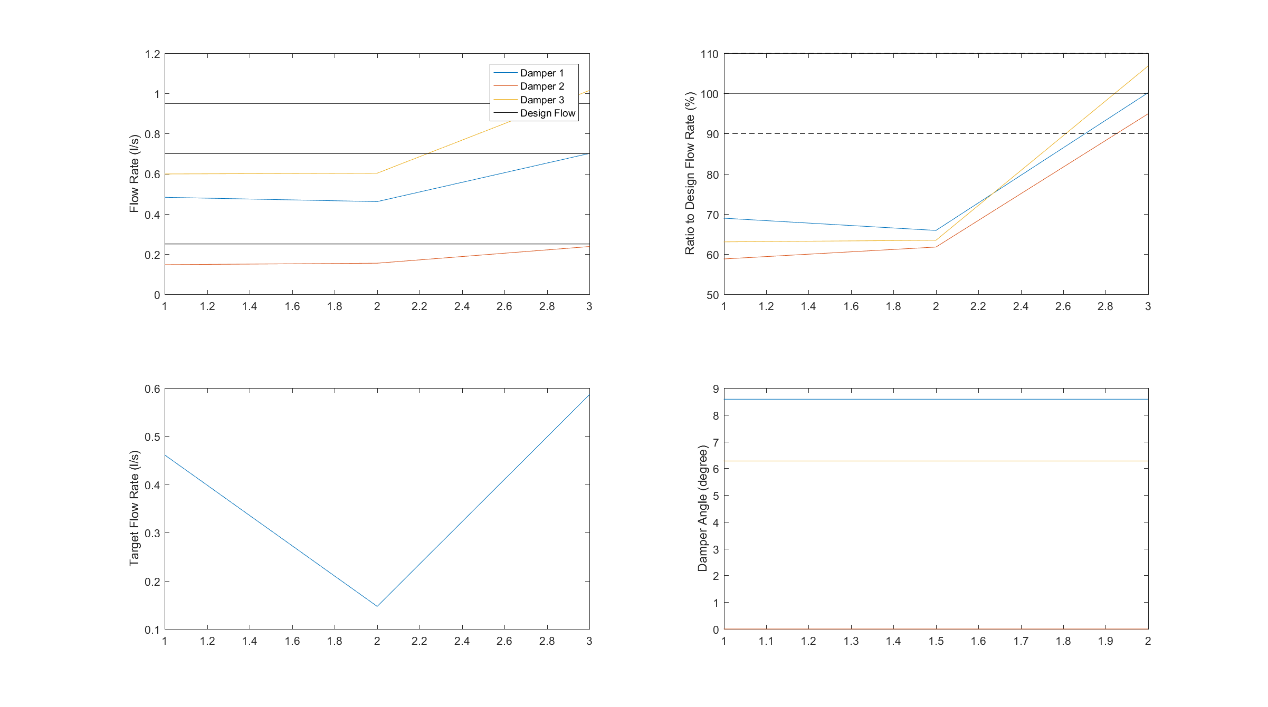 1.2
1
0.8
0.6
0.4
0.2
0
Flow Rate (l/s)
1 1.2 1.4 1.6 1.8 2 2.2 2.4 2.6 2.8 3
Damper 1
Damper 2
Damper 3
Design Flow
110
100
90
80
70
60
50
Ratio to Design Flow Rate (%)
1 1.2 1.4 1.6 1.8 2 2.2 2.4 2.6 2.8 3
0.6
0.5
0.4
0.3
0.2
0.1
Target Flow Rate (l/s)
1 1.2 1.4 1.6 1.8 2 2.2 2.4 2.6 2.8 3
9
8
7
6
5
4
3
2
1
0
Damper Angle (degree)
1 1.1 1.2 1.3 1.4 1.5 1.6 1.7 1.8 1.9 2